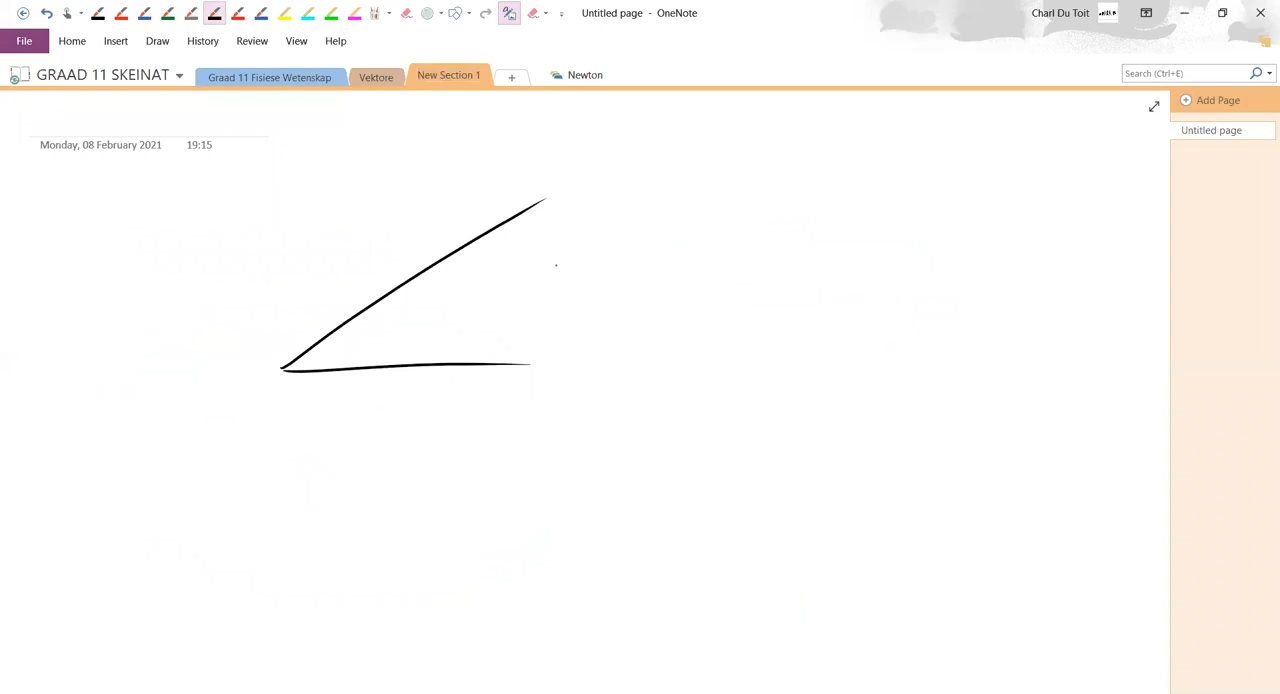 Untitled page - OneNote
Charl Du Toit
File Home Insert Draw History Review View Help
GRAAD 11 SKEINAT
Graad 11 Fisiese Wetenskap
Vektore
New Section 1
Newton
Search (Ctrl+E)
Add Page
Untitled page
Monday, 08 February 2021 19:15